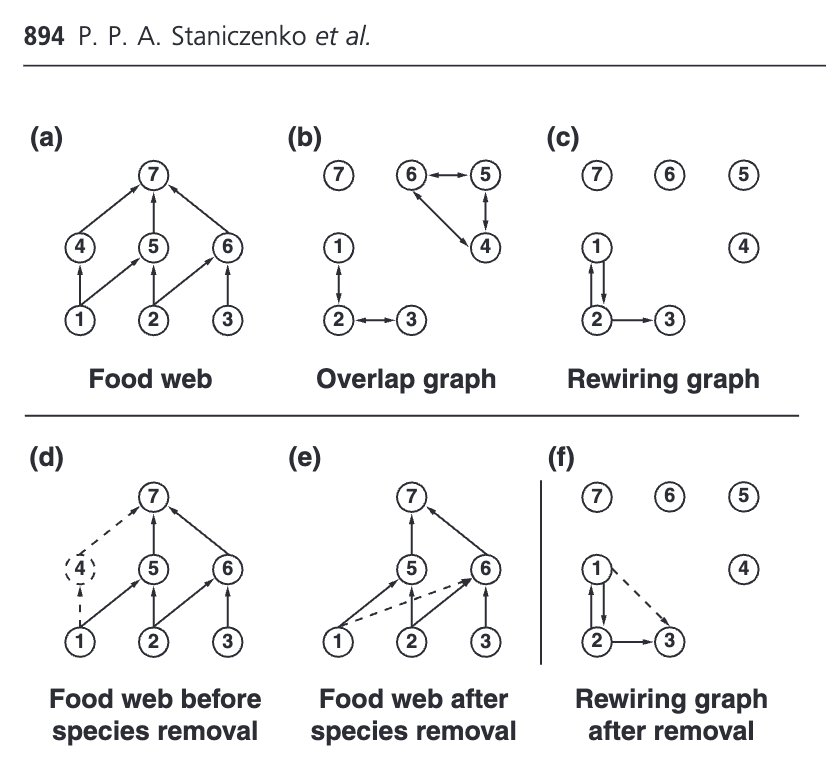 894 P. P. A. Staniczenko et al.
(a) (b) (c)
7 7 6 5 7 6 5
4 5 6 1 4 1 4
1 2 3 2 3 2 3
Food web Overlap graph Rewiring graph
(d) (e) (f)
7 7 7 6 5
4 5 6 5 6 1 4
1 2 3 1 2 3 2 3
Food web before Food web after Rewiring graph
species removal species removal after removal